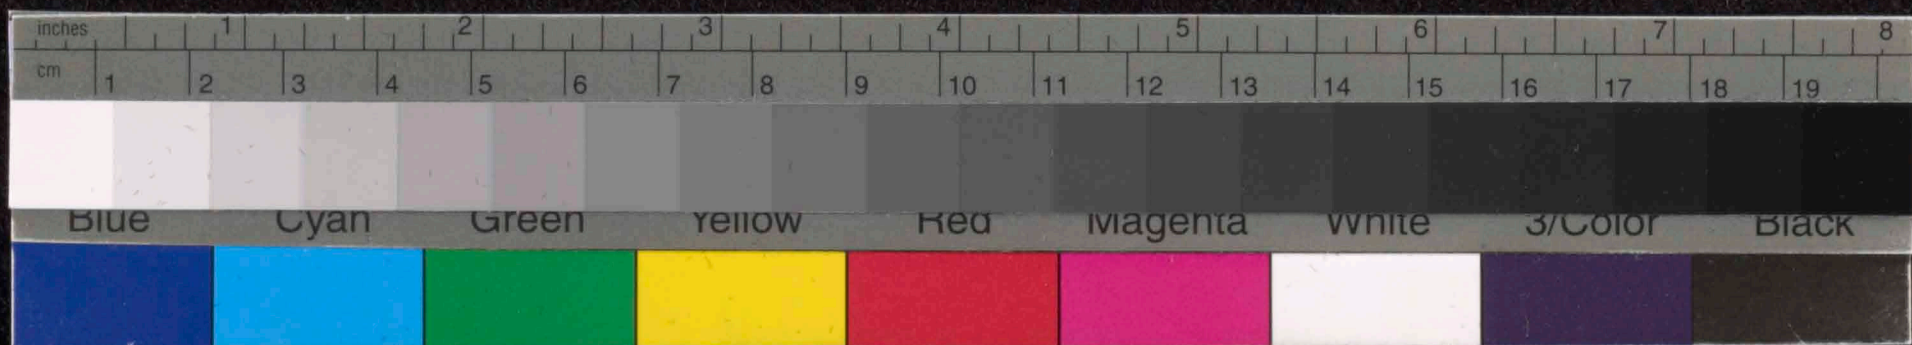 inches 1 2 3 4 5 6 7 8
cm 1 2 3 4 5 6 7 8 9 10 11 12 13 14 15 16 17 18 19
Blue Cyan Green Yellow Red Magenta White 3/Color Black